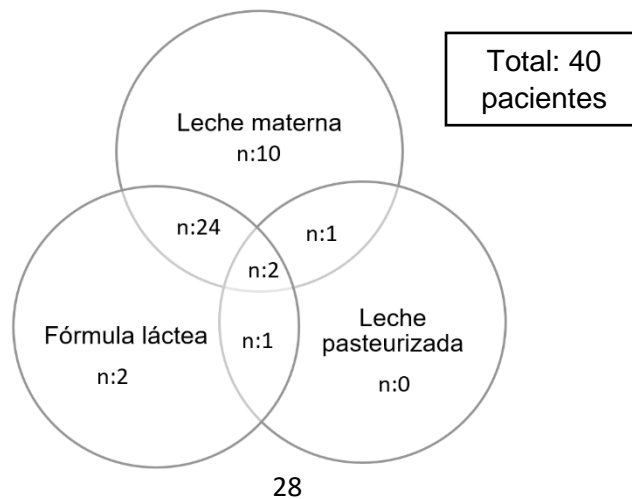 Total: 40
pacientes
Leche materna
n:10
n:24
n:1
n:2
Fórmula láctea
n:2
n:1
Leche
pasteurizada
n:0
28